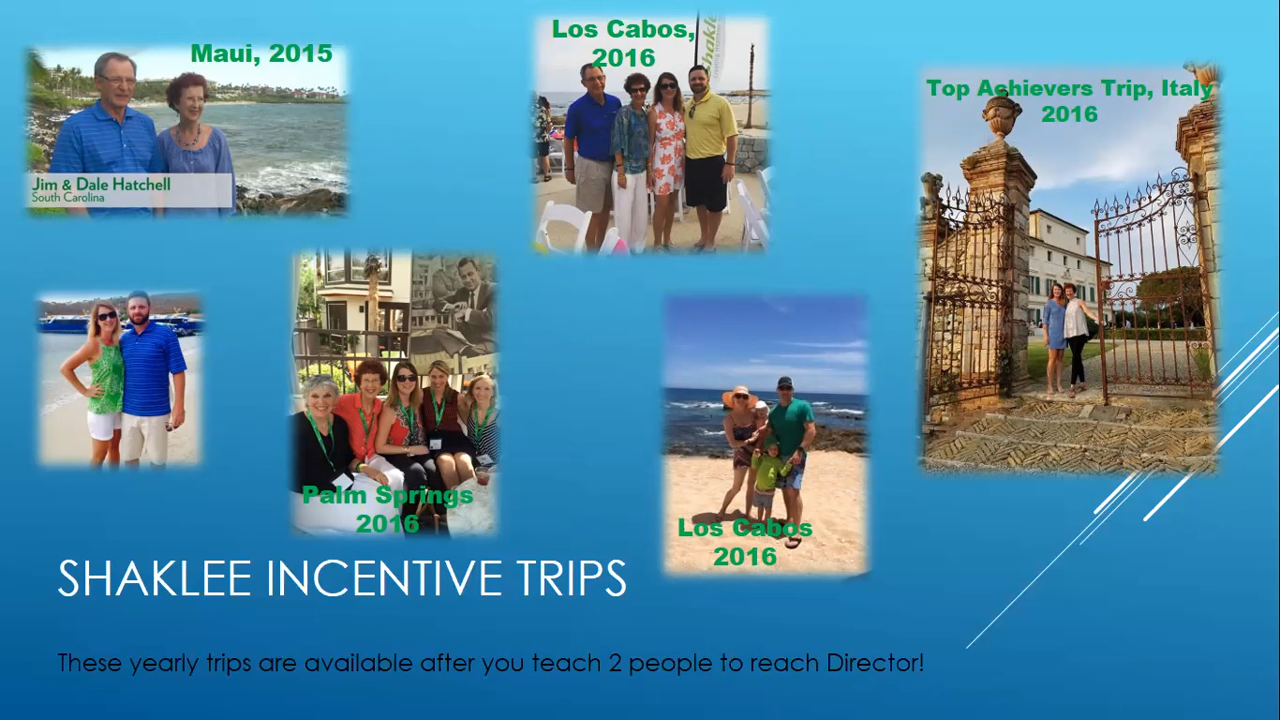 Maui, 2015
Jim & Dale Hatchell
South Carolina
Los Cabos,
2016
Shaklee
Top Achievers Trip, Italy
2016
Palm Springs
2016
Los Cabos
2016
SHAKLEE INCENTIVE TRIPS
These yearly trips are available after you teach 2 people to reach Director!